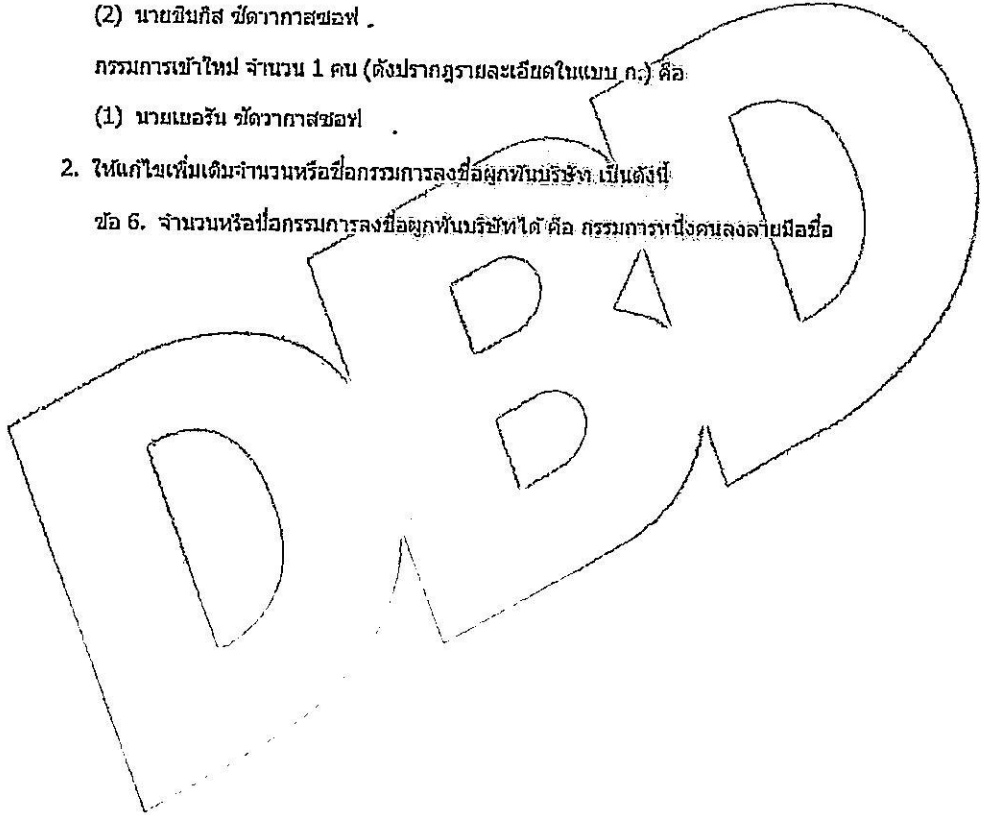 (2) นายชินกิส ซัดวากาสซอฟ
กรรมการเข้าใหม่ จำนวน 1 คน (ดังปรากฏรายละเอียดในแบบ ก.) คือ
(1) นายเยอรัน ซัดวากาสซอฟ
2. ให้แก้ไขเพิ่มเติมจำนวนหรือชื่อกรรมการลงชื่อผูกพันบริษัท เป็นดังนี้
ข้อ 6. จำนวนหรือชื่อกรรมการลงชื่อผูกพันบริษัทได้ คือ กรรมการหนึ่งคนลงลายมือชื่อ
DBD